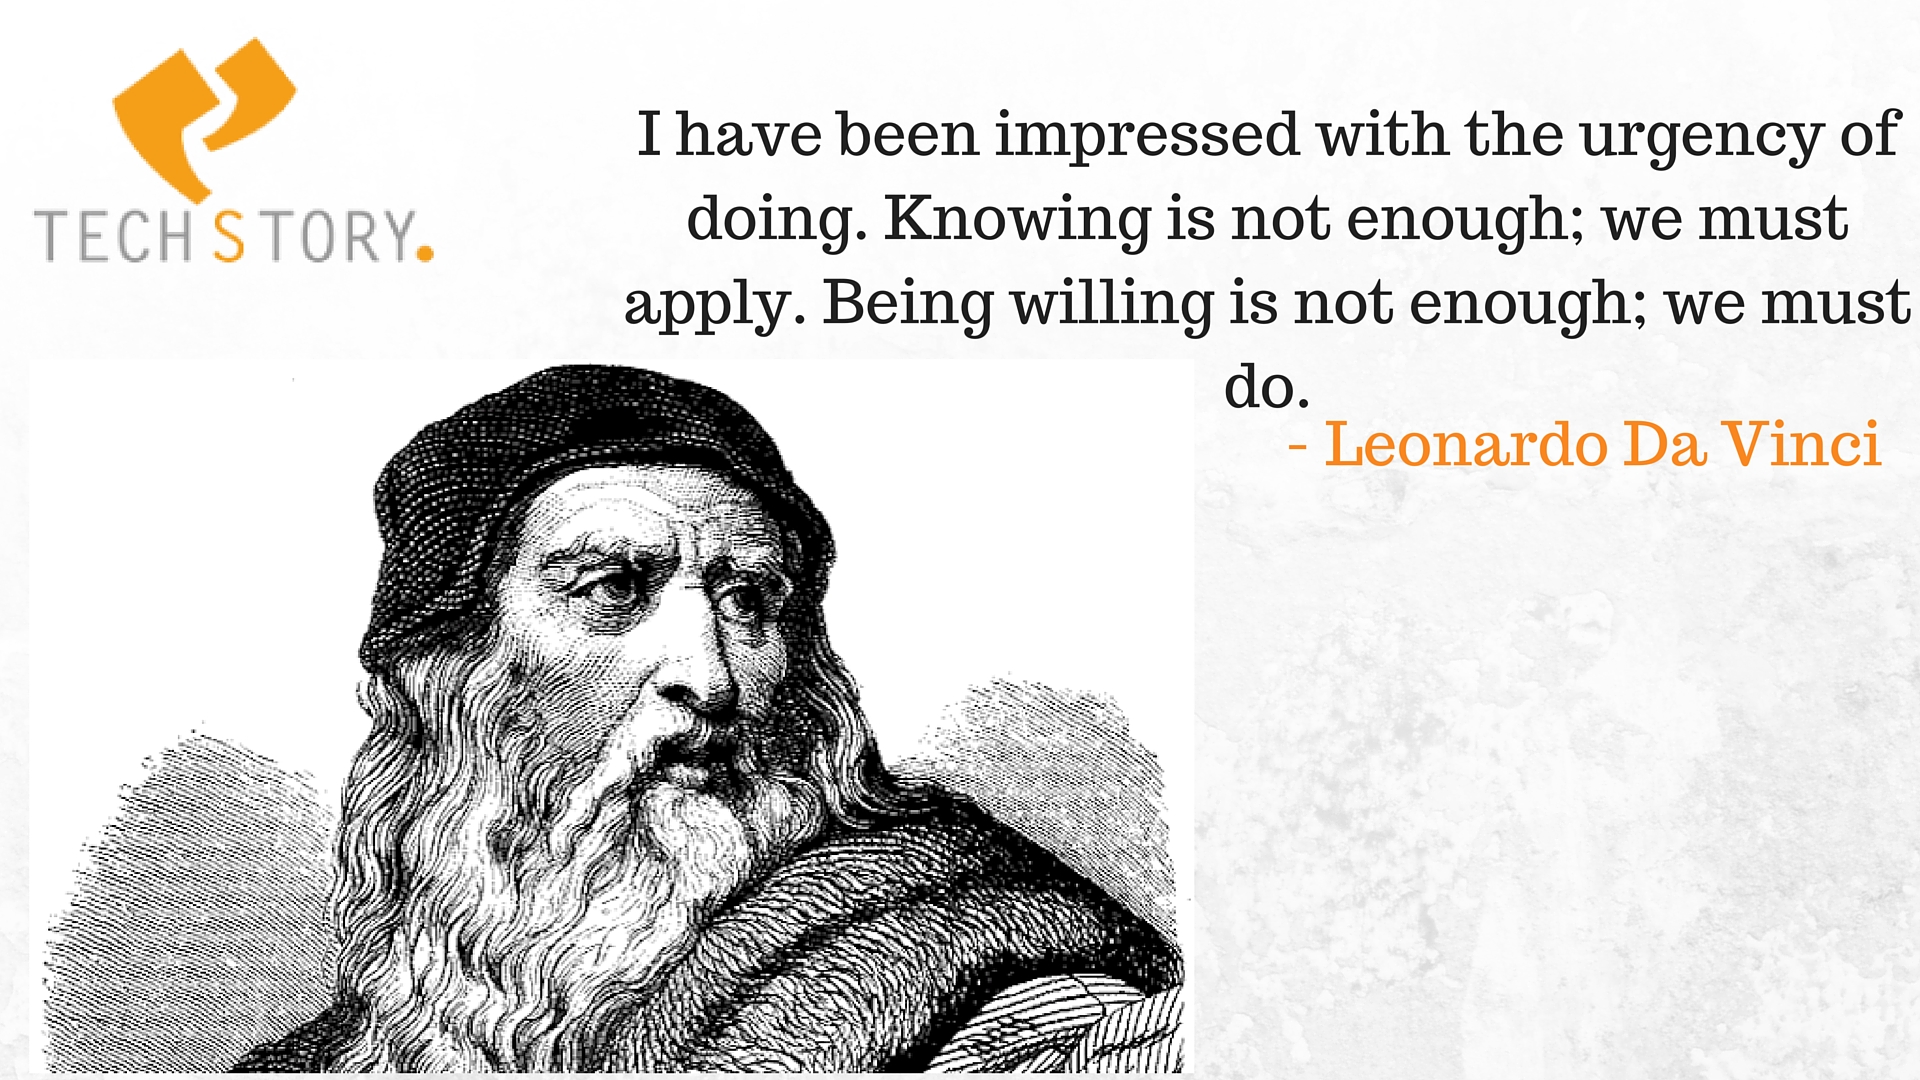 TECH STORY.
I have been impressed with the urgency of
doing. Knowing is not enough; we must
apply. Being willing is not enough; we must
do.
- Leonardo Da Vinci